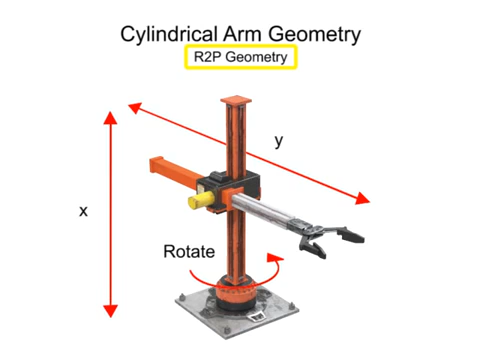 Cylindrical Arm Geometry
R2P Geometry
y
x
Rotate